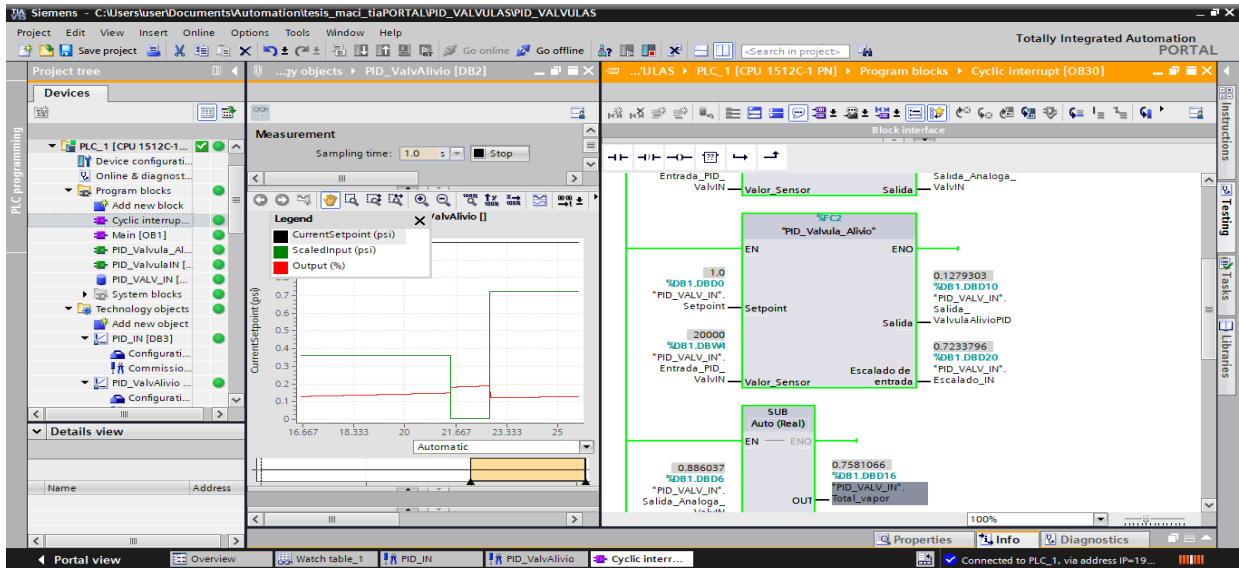 Siemens - C:\Users\user\Documents\Automation\tesis_maci_tiaPORTAL\PID_VALVULAS\PID_VALVULAS
Project Edit View Insert Online Options Tools Window Help
Totally Integrated Automation
PORTAL
Save project
Go online
Go offline
<Search in project>
Project tree
Devices
PLC programming
PLC_1 [CPU 1512C-1...
Device configurati...
Online & diagnost...
Program blocks
Add new block
Cyclic interrup...
Main [OB1]
PID_Valvula_Al...
PID_ValvulaIN [..
PID_VALV_IN [...
System blocks
Technology objects
Add new object
PID_IN [DB3]
Configurati...
Commissio...
PID_ValvAlivio ...
Configurati...
Details view
Name Address
...gy objects PID_ValvAlivio [DB2]
Measurement
Sampling time: 1.0 s Stop
100%
Legend
CurrentSetpoint (psi)
ScaledInput (psi)
Output (%)
/alvAlivio []
CurrentSetpoint (psi)
0.7
0.6
0.5
0.4
0.3
0.2
0.1
0
16.667 18.333 20 21.667 23.333 25
Automatic
...'ULAS PLC_1 [CPU 1512C-1 PN] Program blocks Cyclic interrupt [OB30]
Block interface
??
Entrada_PID_
ValvIN
Valor_Sensor
Salida
Salida_Analoga_
ValvIN
%FC2
"PID_Valvula_Alivio"
EN ENO
1.0
%DB1.DBD0
"PID_VALV_IN".
Setpoint
Setpoint
Salida
0.1279303
%DB1.DBD10
"PID_VALV_IN".
Salida_
ValvulaAlivioPID
20000
%DB1.DBW4
"PID_VALV_IN".
Entrada_PID_
ValvIN
Valor_Sensor
Escalado de
entrada
0.7233796
%DB1.DBD20
"PID_VALV_IN".
Escalado_IN
SUB
Auto (Real)
EN ENO
0.886037
%DB1.DBD6
"PID_VALV_IN".
Salida_Analoga_
OUT
0.7581066
%DB1.DBD16
"PID_VALV_IN".
Total_vapor
100%
Properties
Info
Diagnostics
Instructions
Testing
Tasks
Libraries
Portal view
Overview
Watch table_1
PID_IN
PID_ValvAlivio
Cyclic interr...
Connected to PLC_1, via address IP=19...